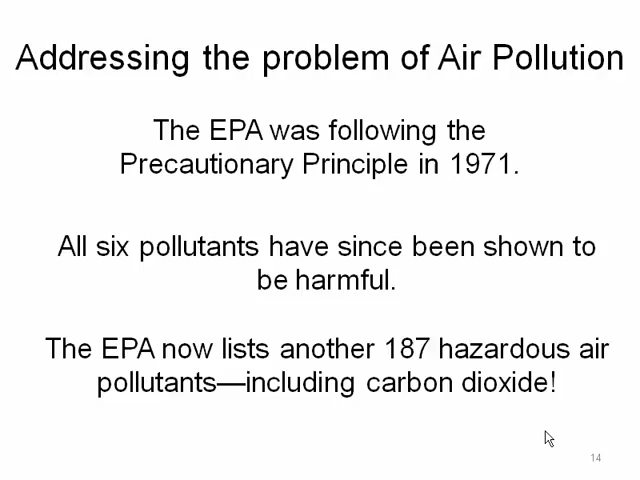 Addressing the problem of Air Pollution
The EPA was following the
Precautionary Principle in 1971.
All six pollutants have since been shown to
be harmful.
The EPA now lists another 187 hazardous air
pollutants—including carbon dioxide!
14